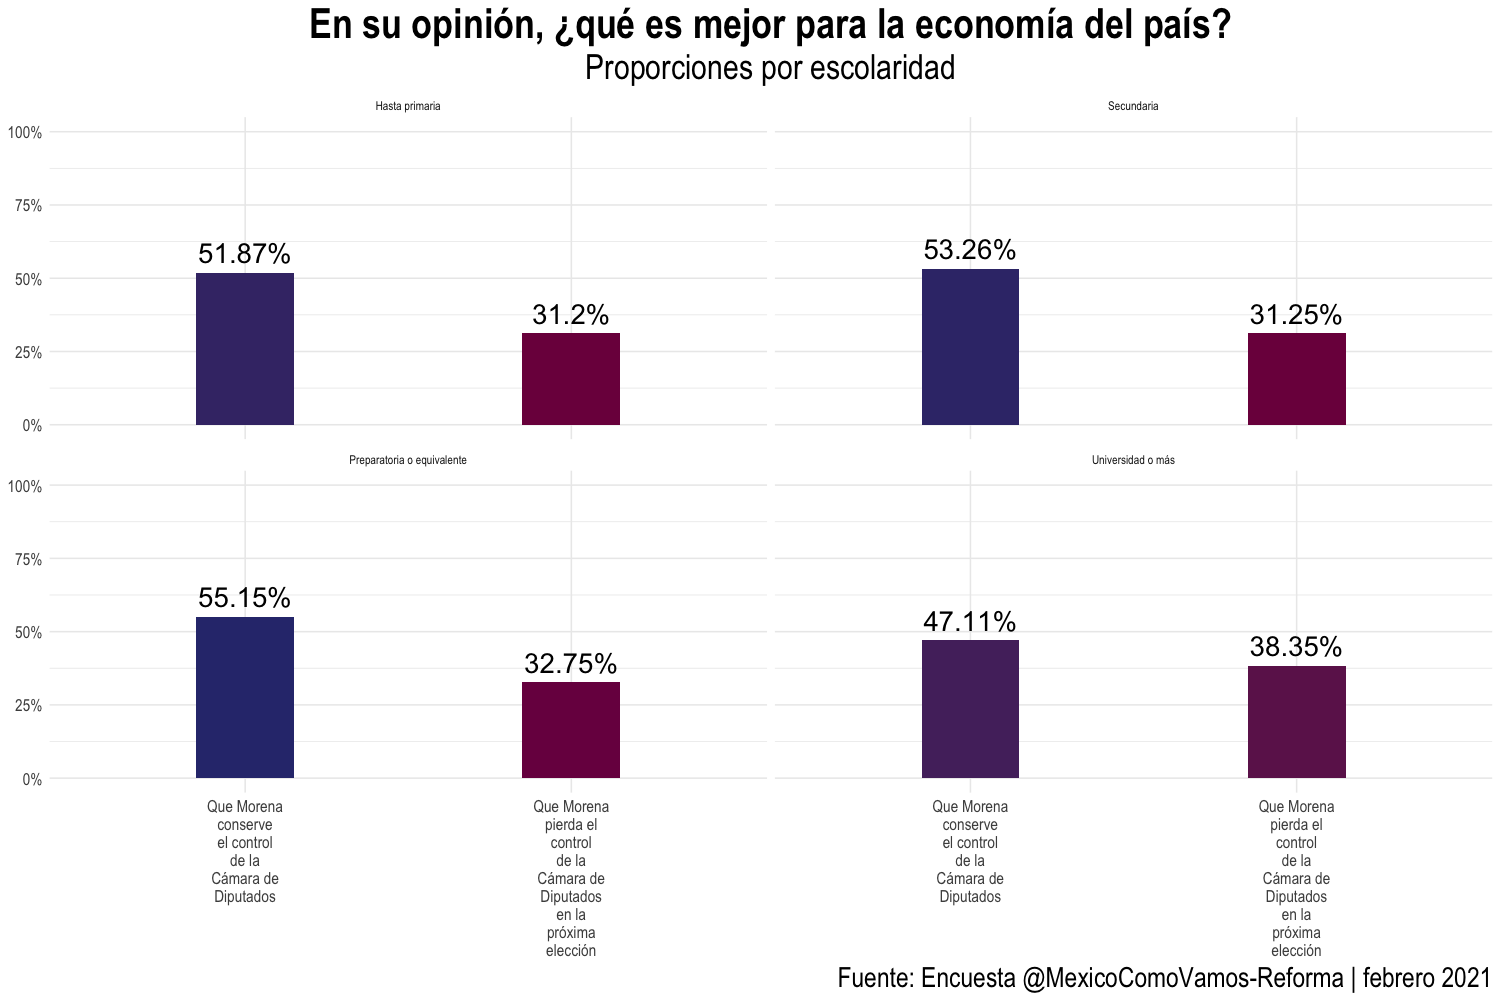 En su opinión, ¿qué es mejor para la economía del país?
Proporciones por escolaridad
Hasta primaria
100%
75%
50%
25%
0%
51.87%
31.2%
Secundaria
53.26%
31.25%
Preparatoria o equivalente
100%
75%
50%
25%
0%
55.15%
32.75%
Universidad o más
47.11%
38.35%
Que Morena
conserve
el control
de la
Cámara de
Diputados
Que Morena
pierda el
control
de la
Cámara de
Diputados
en la
próxima
elección
Que Morena
conserve
el control
de la
Cámara de
Diputados
Que Morena
pierda el
control
de la
Cámara de
Diputados
en la
próxima
elección
Fuente: Encuesta @MexicoComoVamos-Reforma | febrero 2021